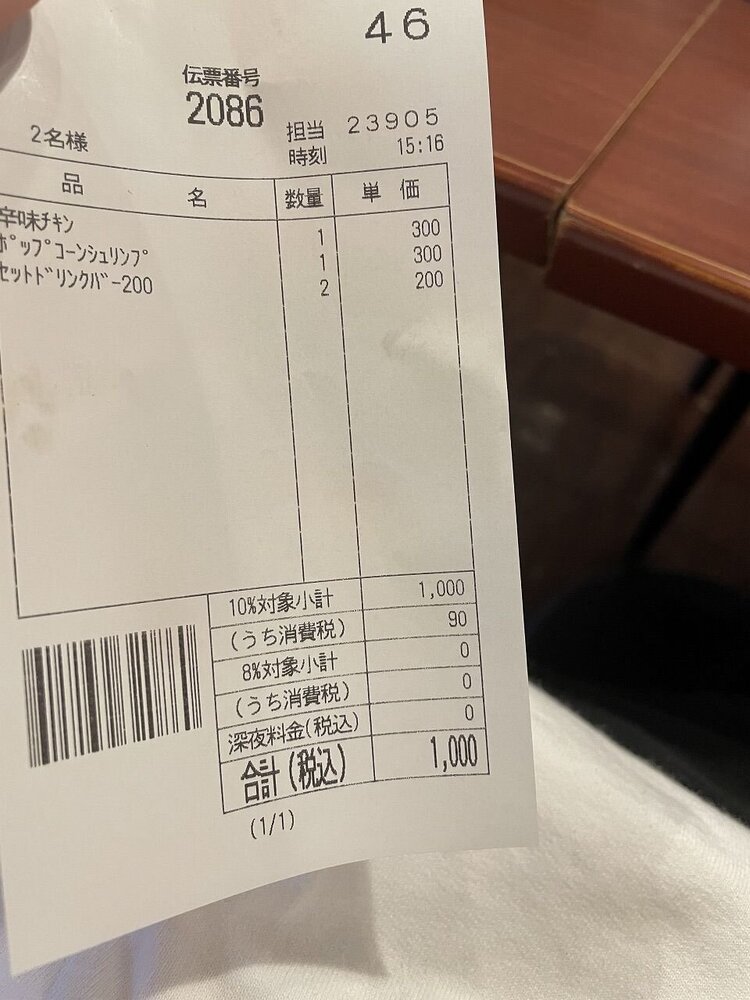 46
伝票番号
2086
2名様
担当 23905
時刻 15:16
品 名 数量 単 価
辛味チキン 1 300
ポップコーンシュリンプ 1 300
セットドリンクバー200 2 200
10%対象小計 1,000
(うち消費税) 90
8%対象小計 0
(うち消費税) 0
深夜料金(税込) 0
合計(税込) 1,000
(1/1)